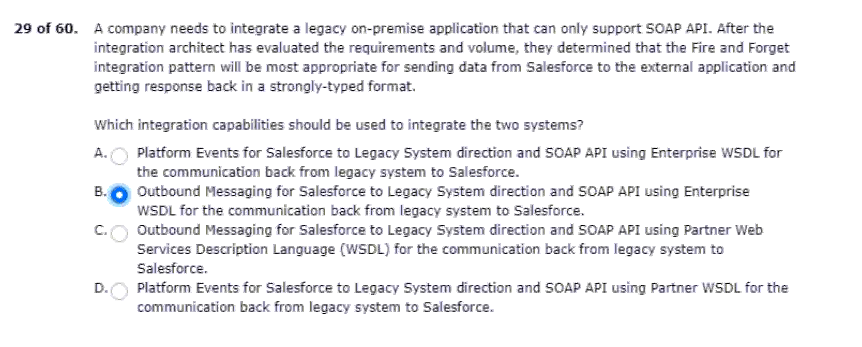 29 of 60. A company needs to integrate a legacy on-premise application that can only support SOAP API. After the
integration architect has evaluated the requirements and volume, they determined that the Fire and Forget
integration pattern will be most appropriate for sending data from Salesforce to the external application and
getting response back in a strongly-typed format.
Which integration capabilities should be used to integrate the two systems?
A. Platform Events for Salesforce to Legacy System direction and SOAP API using Enterprise WSDL for
the communication back from legacy system to Salesforce.
B. Outbound Messaging for Salesforce to Legacy System direction and SOAP API using Enterprise
WSDL for the communication back from legacy system to Salesforce.
C. Outbound Messaging for Salesforce to Legacy System direction and SOAP API using Partner Web
Services Description Language (WSDL) for the communication back from legacy system to
Salesforce.
D. Platform Events for Salesforce to Legacy System direction and SOAP API using Partner WSDL for the
communication back from legacy system to Salesforce.